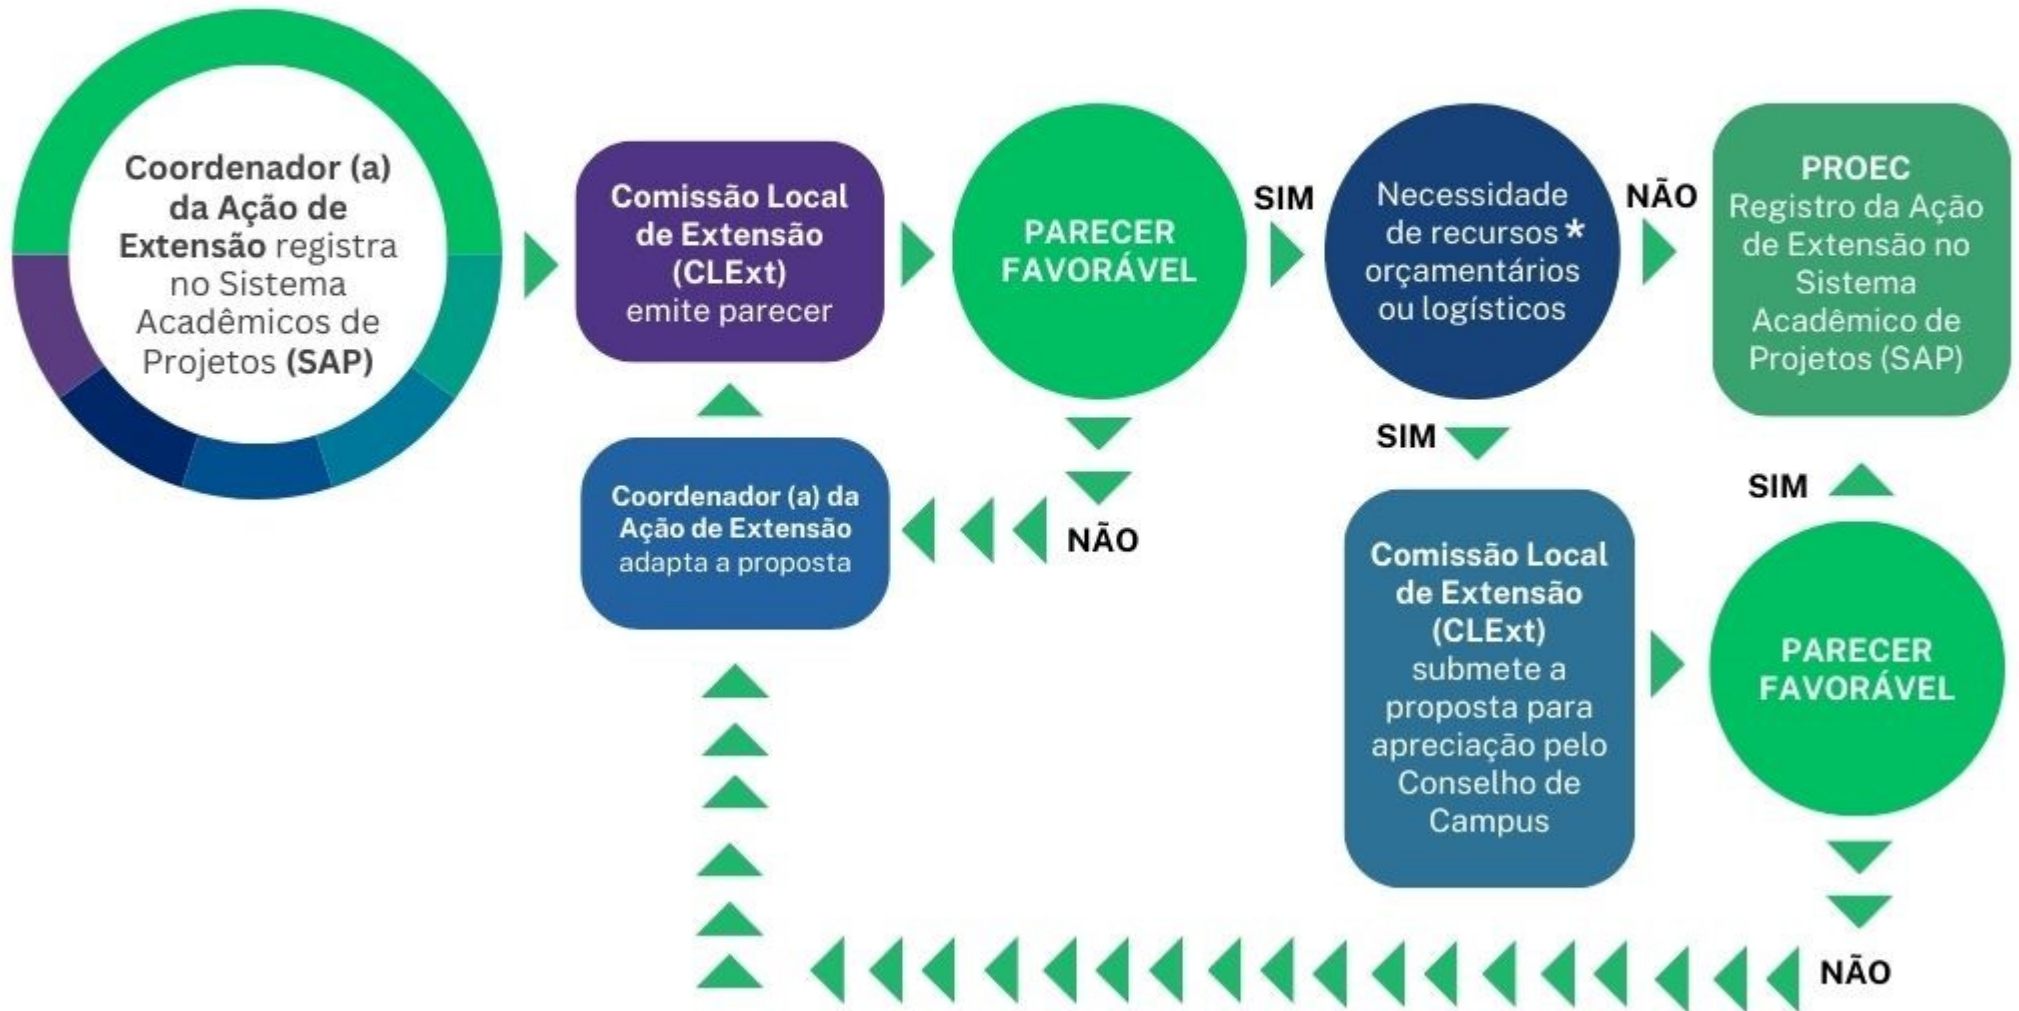 Coordenador (a)
da Ação de
Extensão registra
no Sistema
Acadêmicos de
Projetos (SAP)
Comissão Local
de Extensão
(CLExt)
emite parecer
PARECER
FAVORÁVEL
SIM
Necessidade
de recursos *
orçamentários
ou logísticos
NÃO
PROEC
Registro da Ação
de Extensão no
Sistema
Acadêmico de
Projetos (SAP)
Coordenador (a) da
Ação de Extensão
adapta a proposta
NÃO
SIM
Comissão Local
de Extensão
(CLExt)
submete a
proposta para
apreciação pelo
Conselho de
Campus
SIM
PARECER
FAVORÁVEL
NÃO